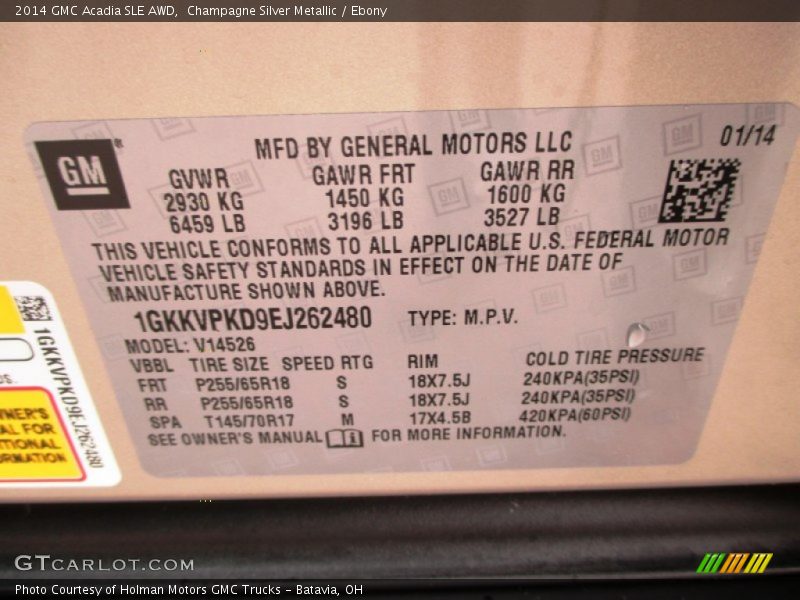 2014 GMC Acadia SLE AWD,  Champagne Silver Metallic / Ebony
GM
MFD BY GENERAL MOTORS LLC
01/14
GVWR GAWR FRT GAWR RR
2930 KG 1450 KG 1600 KG
6459 LB 3196 LB 3527 LB
THIS VEHICLE CONFORMS TO ALL APPLICABLE U.S. FEDERAL MOTOR
VEHICLE SAFETY STANDARDS IN EFFECT ON THE DATE OF
MANUFACTURE SHOWN ABOVE.
1GKKVPKD9EJ262480 TYPE: M.P.V.
MODEL: V14526
VBBL TIRE SIZE SPEED RTG RIM COLD TIRE PRESSURE
FRT P255/65R18 S 18X7.5J 240KPA(35PSI)
RR P255/65R18 S 18X7.5J 240KPA(35PSI)
SPA T145/70R17 M 17X4.5B 420KPA(60PSI)
SEE OWNER'S MANUAL FOR MORE INFORMATION.
1GKKVPKD9EJ262480
GTCARLOT.COM
Photo Courtesy of Holman Motors GMC Trucks - Batavia, OH